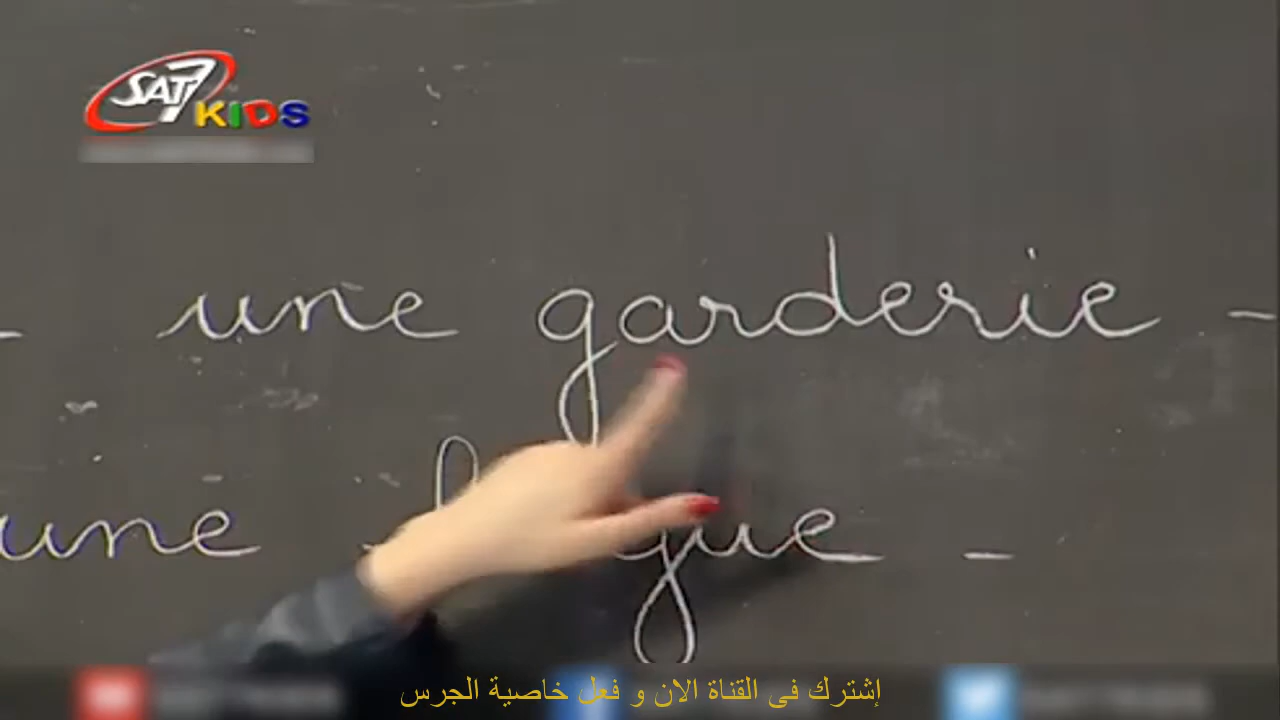 SAT7 KIDS
- une garderie -
une gue -
إشترك فى القناة الان و فعل خاصية الجرس